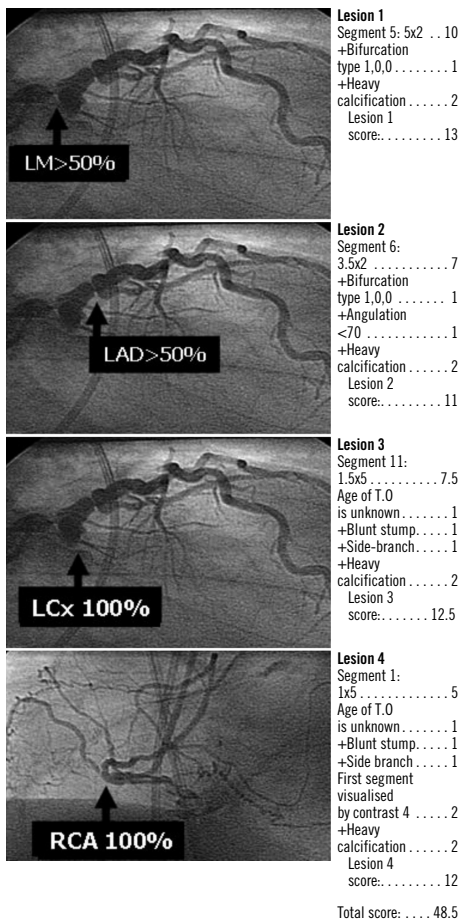 LM>50%
Lesion 1
Segment 5: 5x2 . . 10
+Bifurcation
type 1,0,0 . . . . . . . . 1
+Heavy
calcification . . . . . . 2
Lesion 1
score:. . . . . . . . . 13
LAD>50%
Lesion 2
Segment 6:
3.5x2 . . . . . . . . . . . 7
+Bifurcation
type 1,0,0 . . . . . . . 1
+Angulation
<70 . . . . . . . . . . . . 1
+Heavy
calcification . . . . . . 2
Lesion 2
score:. . . . . . . . . 11
LCx 100%
Lesion 3
Segment 11:
1.5x5 . . . . . . . . . . 7.5
Age of T.O
is unknown . . . . . . . 1
+Blunt stump. . . . . 1
+Side-branch. . . . . 1
+Heavy
calcification . . . . . . 2
Lesion 3
score:. . . . . . . 12.5
RCA 100%
Lesion 4
Segment 1:
1x5 . . . . . . . . . . . . . 5
Age of T.O
is unknown . . . . . . . 1
+Blunt stump. . . . . 1
+Side branch . . . . . 1
First segment
visualised
by contrast 4 . . . . . 2
+Heavy
calcification . . . . . . 2
Lesion 4
score:. . . . . . . . . 12
Total score: . . . . 48.5